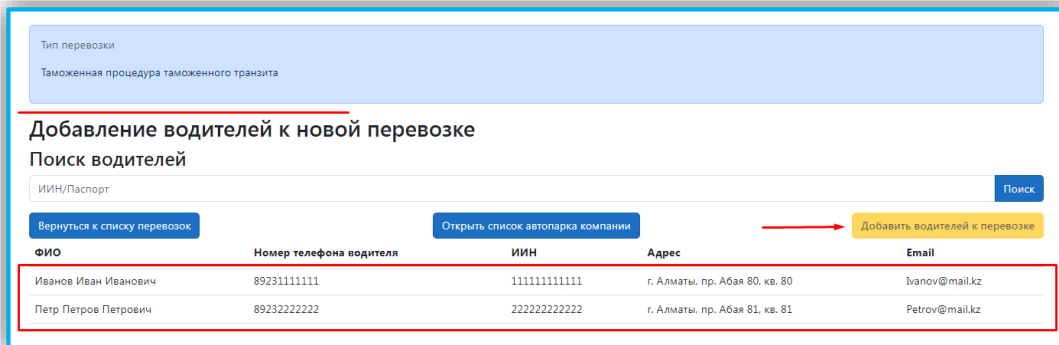 Тип перевозки
Таможенная процедура таможенного транзита
Добавление водителей к новой перевозке
Поиск водителей
ИИН/Паспорт Поиск
Вернуться к списку перевозок Открыть список автопарка компании Добавить водителей к перевозке
ФИО Номер телефона водителя ИИН Адрес Email
Иванов Иван Иванович 89231111111 111111111111 г. Алматы, пр. Абая 80, кв. 80 Ivanov@mail.kz
Петр Петров Петрович 89232222222 222222222222 г. Алматы, пр. Абая 81, кв. 81 Petrov@mail.kz